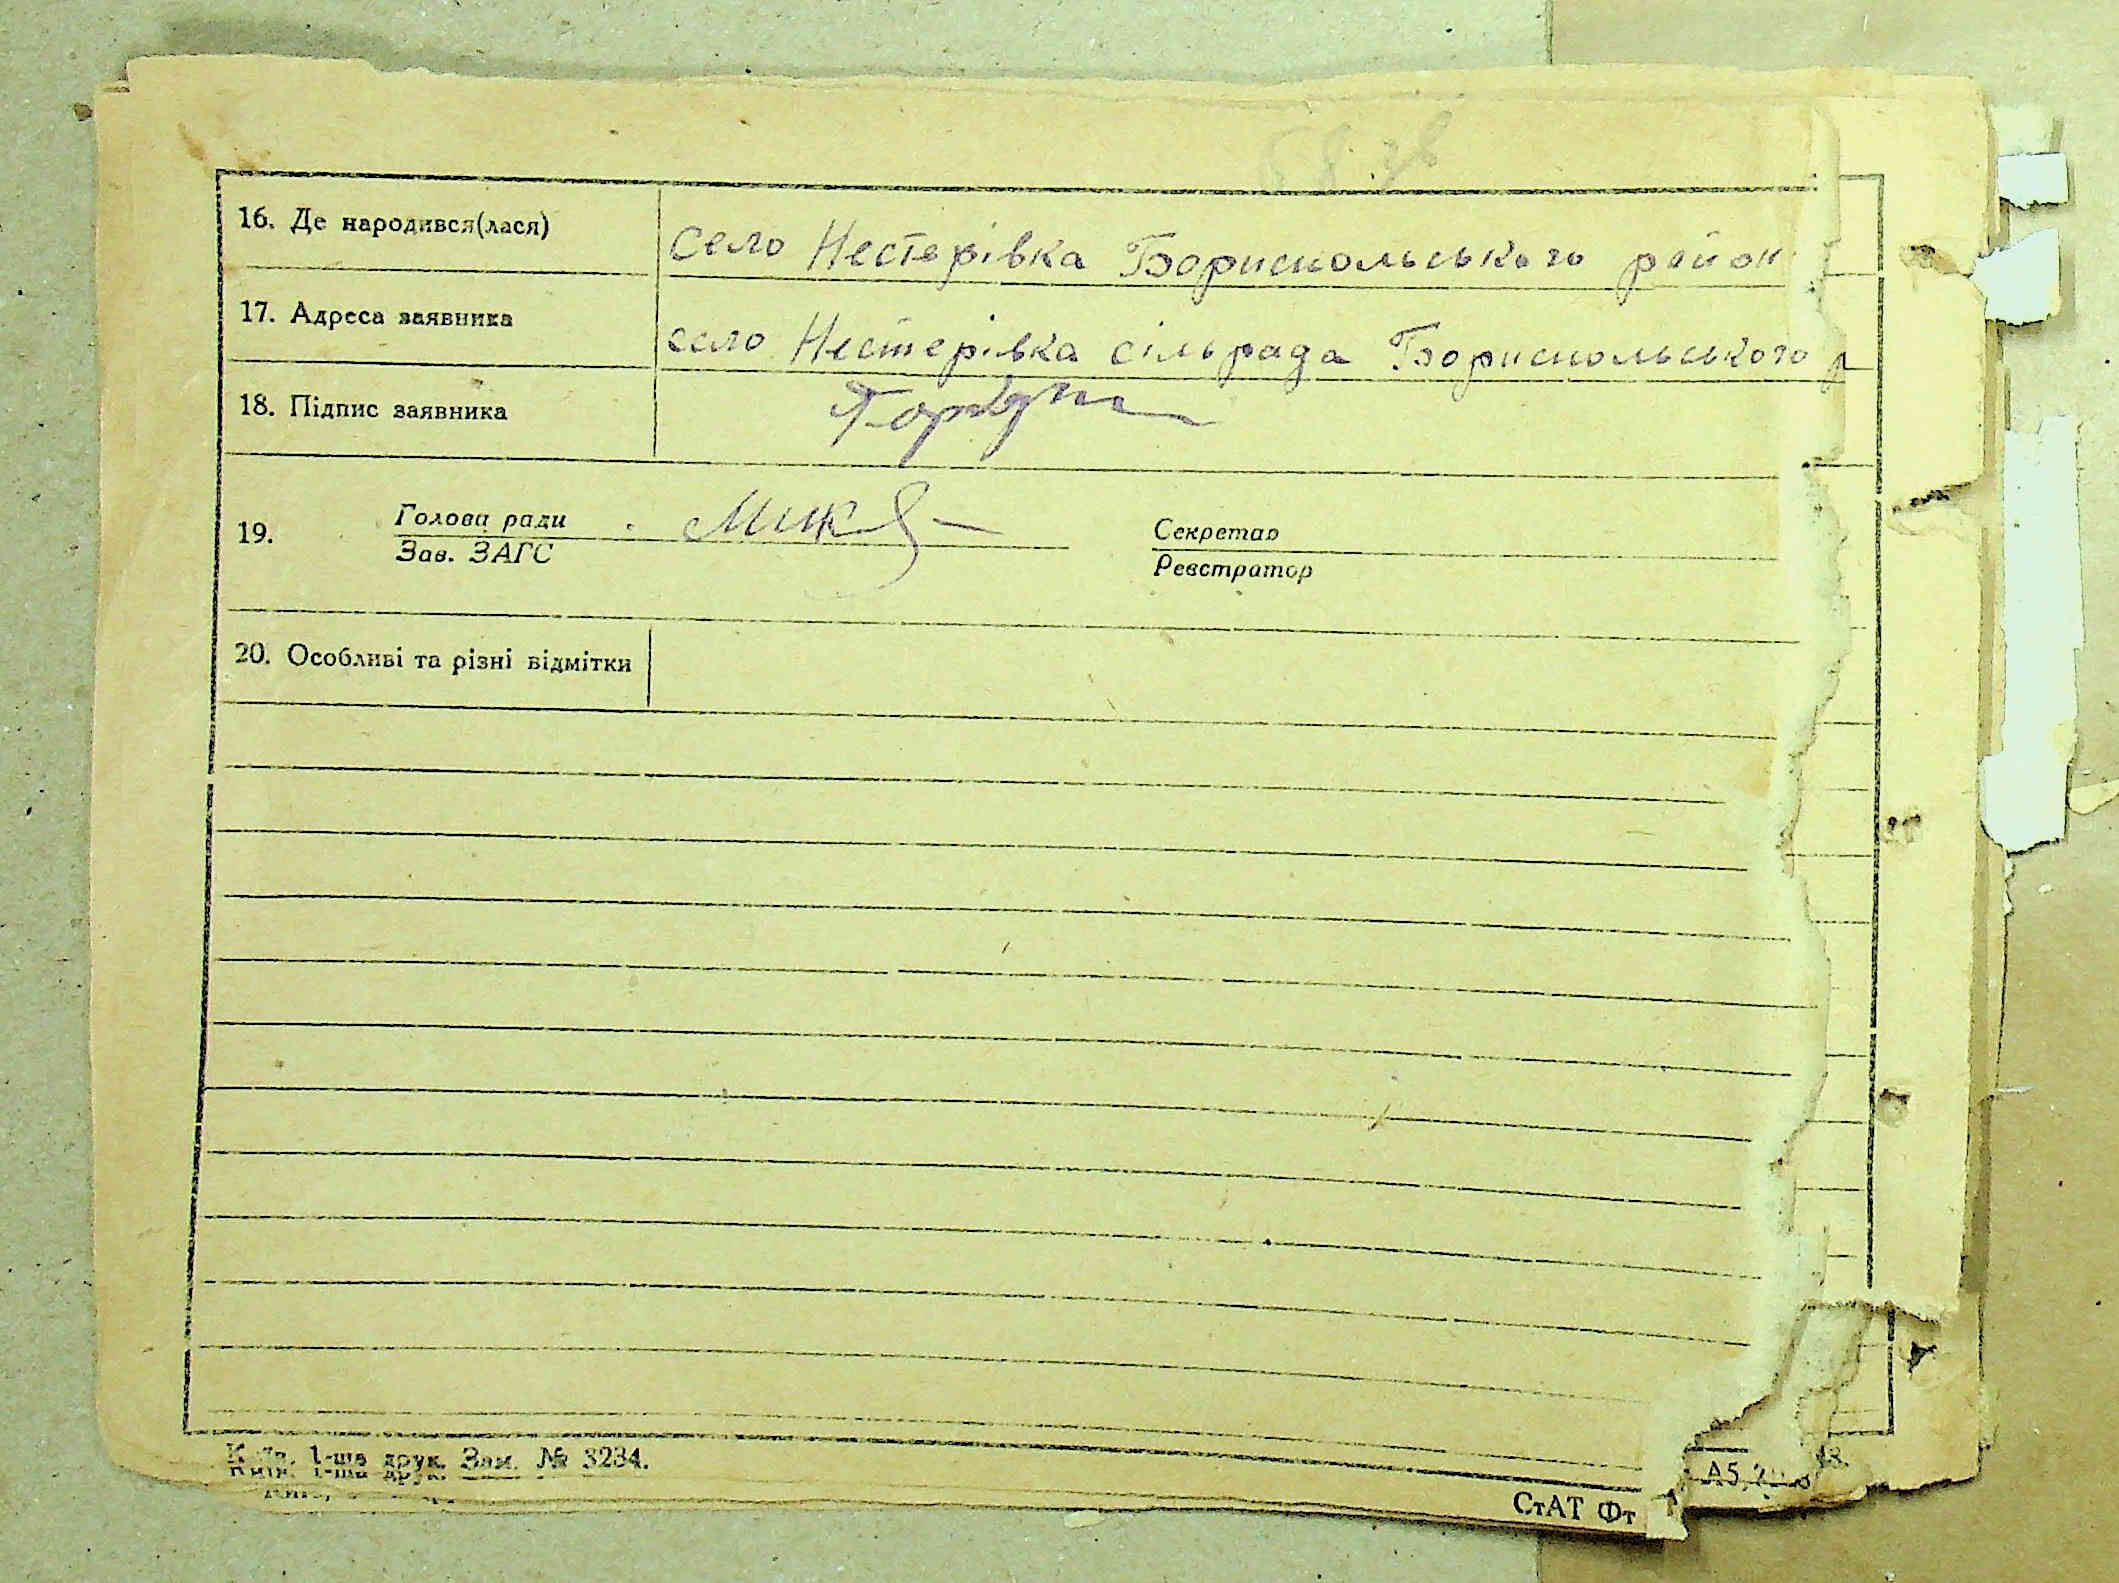 16. Де народився(лася)
село Нестерівка Бориспольського район
17. Адреса заявника
село Нестерівка сільрада Бориспольського р
18. Підпис заявника
19. Голова ради
Зав. ЗАГС
Секретар
Реєстратор
20. Особливі та різні відмітки
Київ, 1-ша друк. Зам. № 3234.
СтАТ Фт